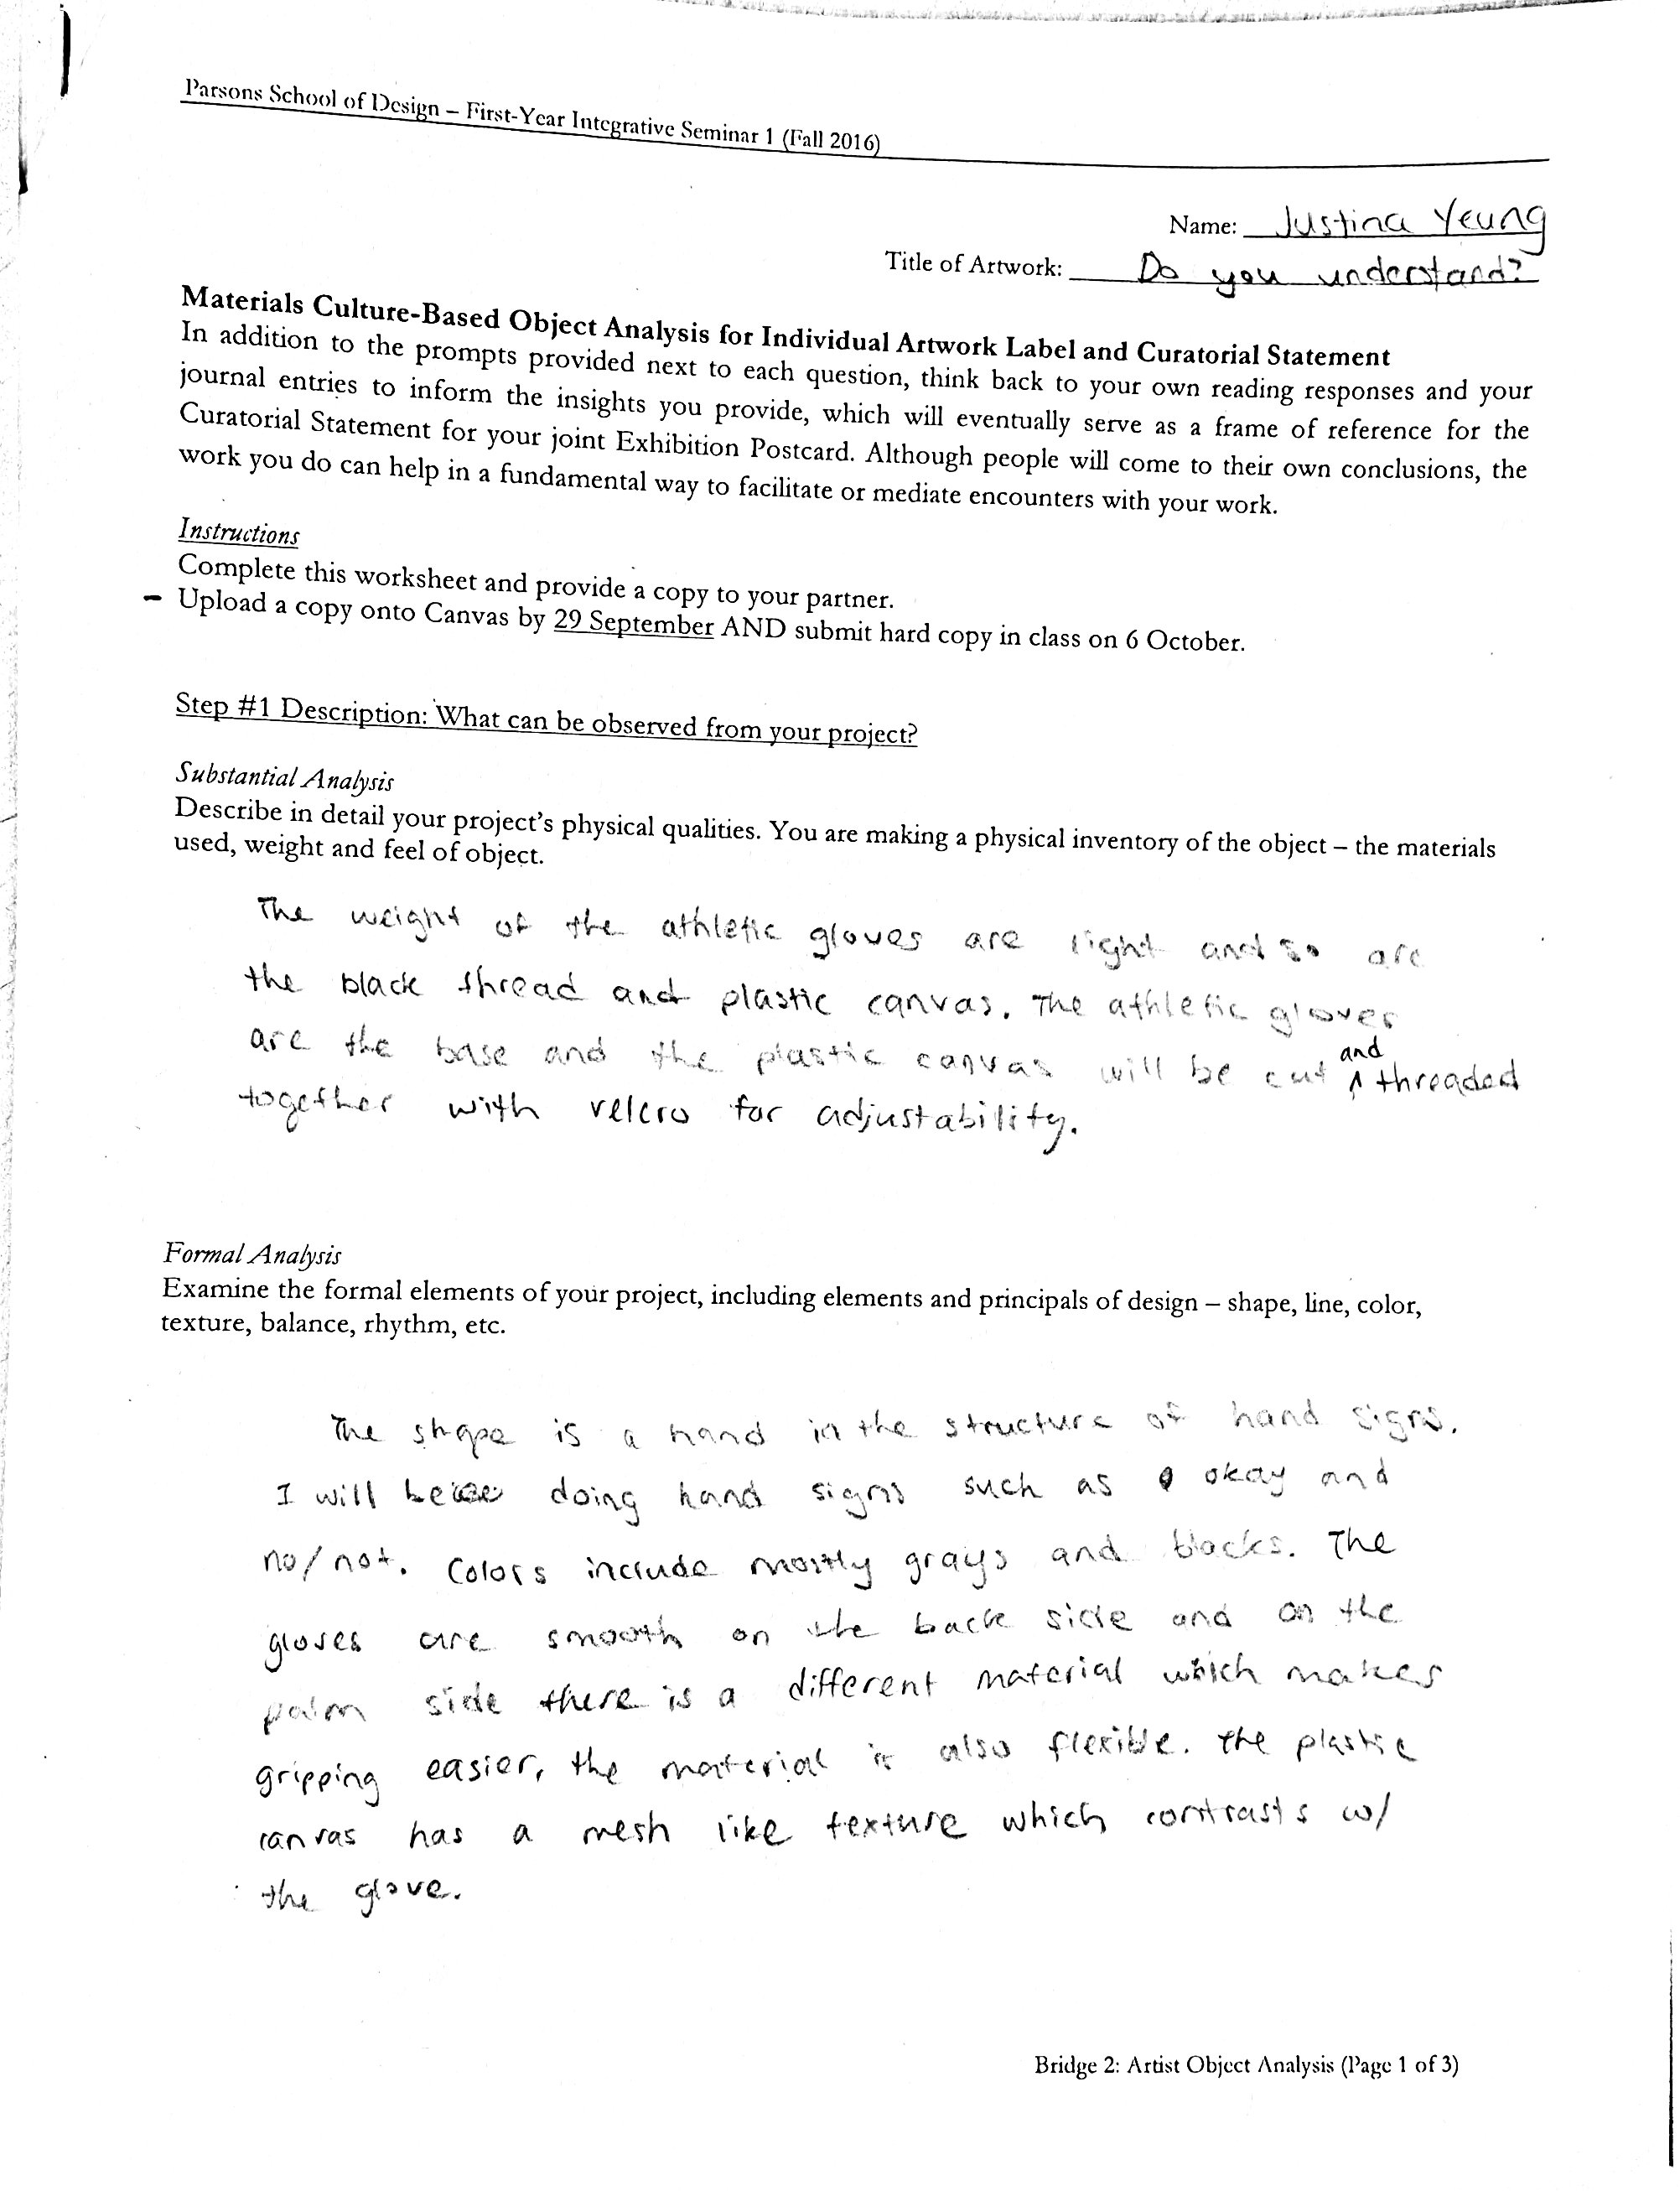 Parsons School of Design – First-Year Integrative Seminar 1 (Fall 2016)
Name: Justina Yeung
Title of Artwork: Do you understand?
Materials Culture-Based Object Analysis for Individual Artwork Label and Curatorial Statement
In addition to the prompts provided next to each question, think back to your own reading responses and your
journal entries to inform the insights you provide, which will eventually serve as a frame of reference for the
Curatorial Statement for your joint Exhibition Postcard. Although people will come to their own conclusions, the
work you do can help in a fundamental way to facilitate or mediate encounters with your work.
Instructions
Complete this worksheet and provide a copy to your partner.
- Upload a copy onto Canvas by 29 September AND submit hard copy in class on 6 October.
Step #1 Description: What can be observed from your project?
Substantial Analysis
Describe in detail your project's physical qualities. You are making a physical inventory of the object – the materials
used, weight and feel of object.
The weight of the athletic gloves are light and so are
the black thread and plastic canvas. The athletic gloves
are the base and the plastic canvas will be cut and threaded
together with velcro for adjustability.
Formal Analysis
Examine the formal elements of your project, including elements and principals of design – shape, line, color,
texture, balance, rhythm, etc.
The shape is a hand in the structure of hand signs.
I will be doing hand signs such as okay and
no/not. Colors include mostly grays and blacks. The
gloves are smooth on the back side and on the
palm side there is a different material which makes
gripping easier, the material is also flexible. The plastic
canvas has a mesh like texture which contrasts w/
the glove.
Bridge 2: Artist Object Analysis (Page 1 of 3)